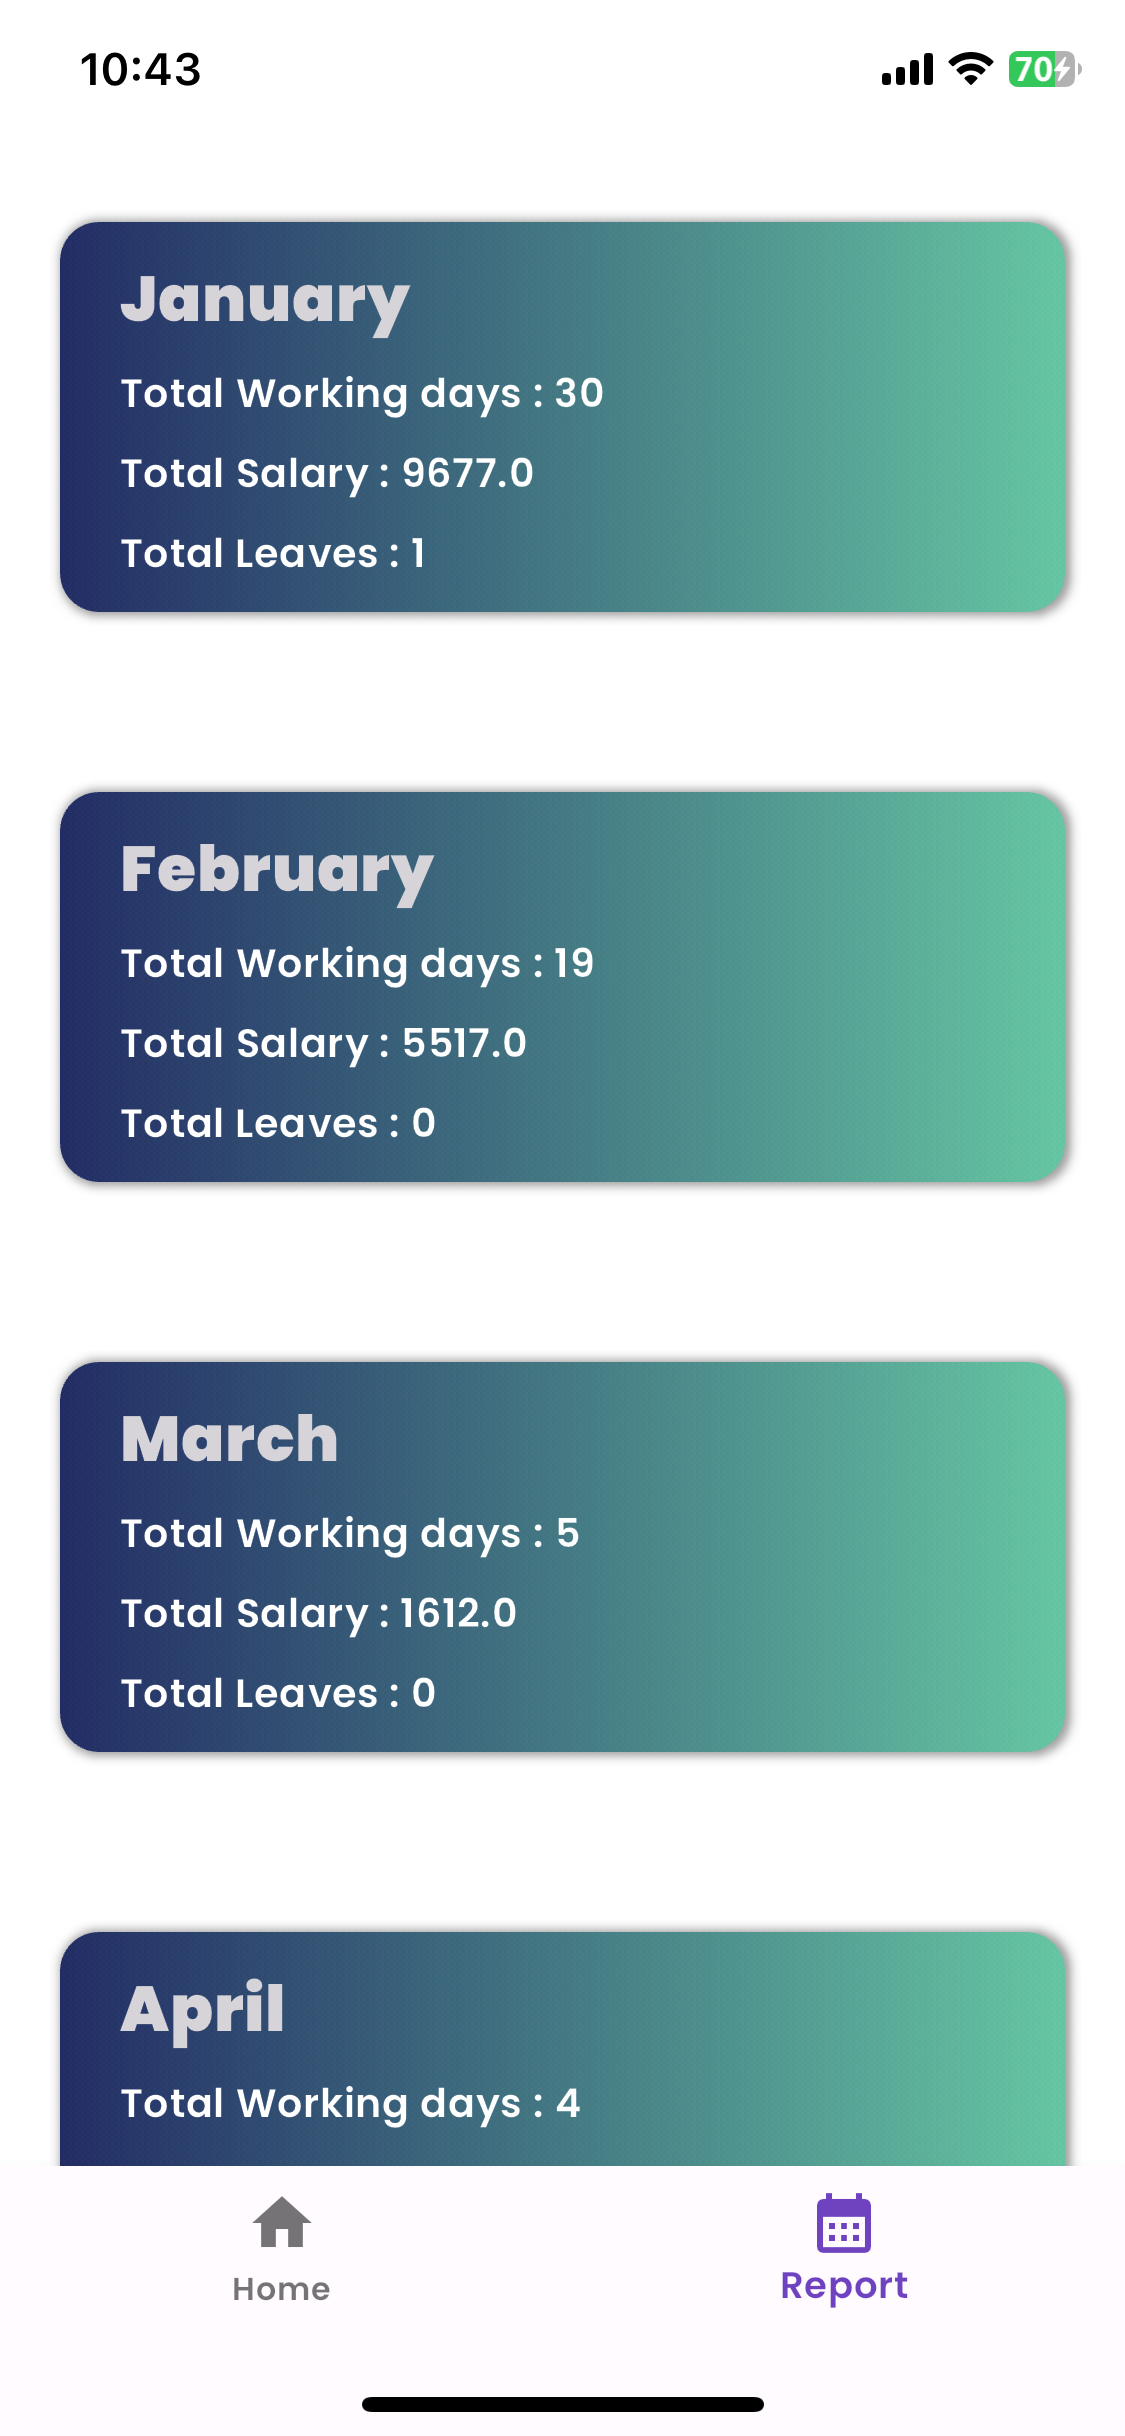 10:43
70
January
Total Working days : 30
Total Salary : 9677.0
Total Leaves : 1
February
Total Working days : 19
Total Salary : 5517.0
Total Leaves : 0
March
Total Working days : 5
Total Salary : 1612.0
Total Leaves : 0
April
Total Working days : 4
Home
Report